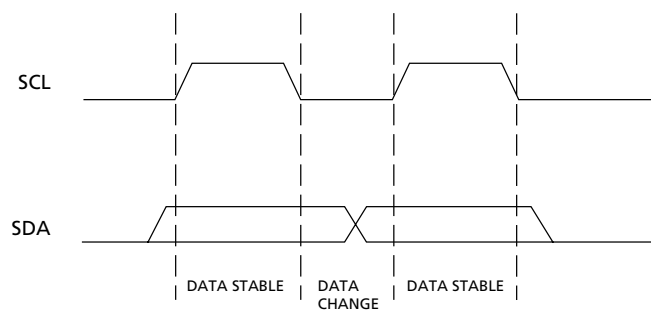 SCL
SDA
DATA STABLE
DATA
CHANGE
DATA STABLE